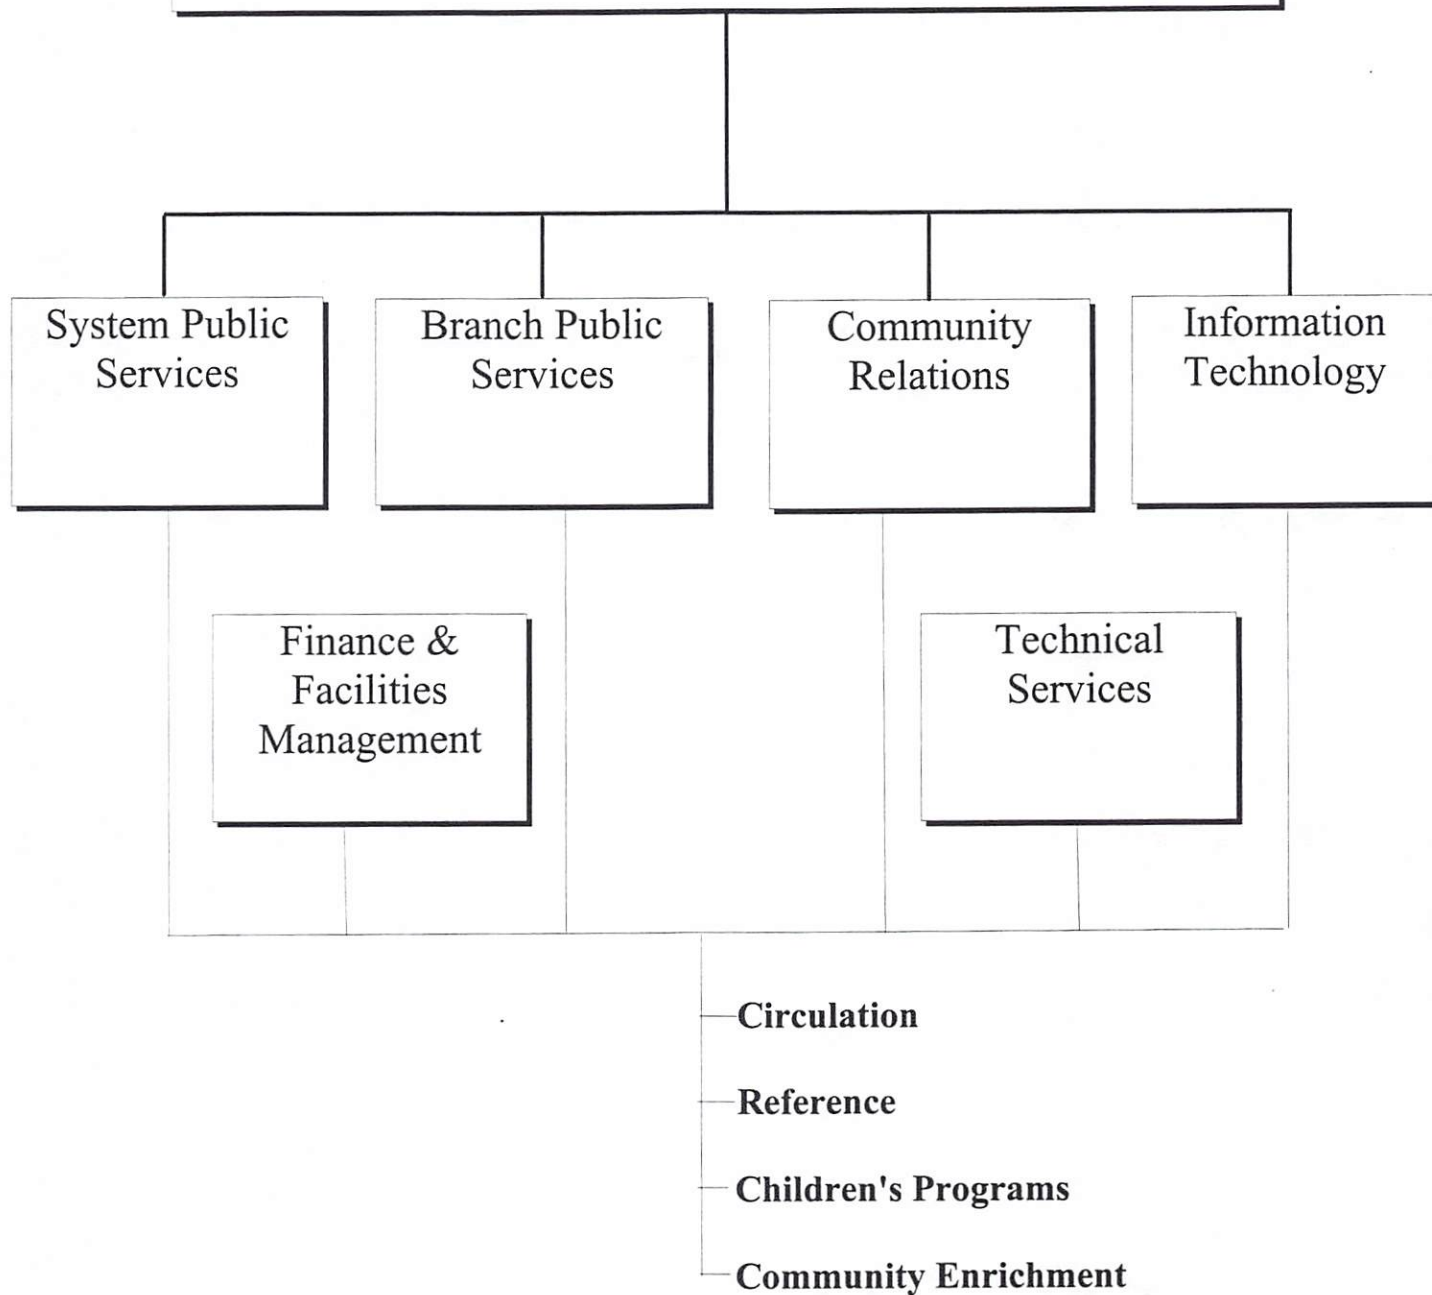 System Public
Services
Branch Public
Services
Community
Relations
Information
Technology
Finance &
Facilities
Management
Technical
Services
Circulation
Reference
Children's Programs
Community Enrichment